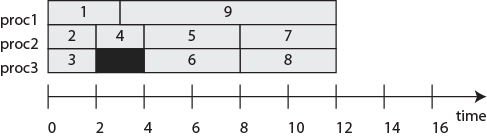 proc1 1 9
proc2 2 4 5 7
proc3 3 6 8
time
0 2 4 6 8 10 12 14 16